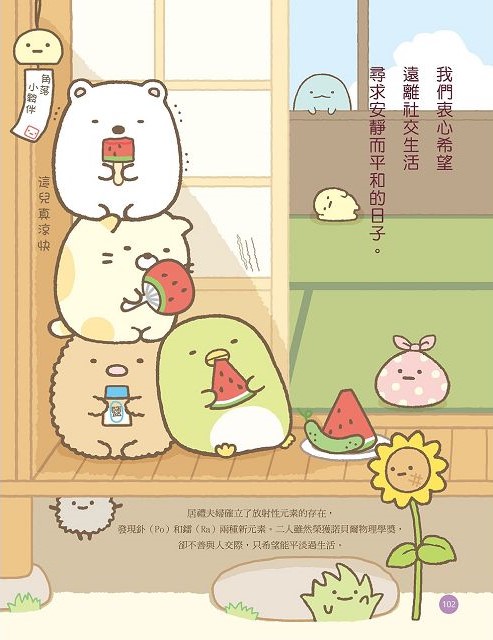 我們衷心希望
遠離社交生活
尋求安靜而平和的日子。
角落
小夥伴
這兒真涼快
鹽
居禮夫婦確立了放射性元素的存在，
發現釙（Po）和鐳（Ra）兩種新元素。二人雖然榮獲諾貝爾物理學獎，
卻不善與人交際，只希望能平淡過生活。
102